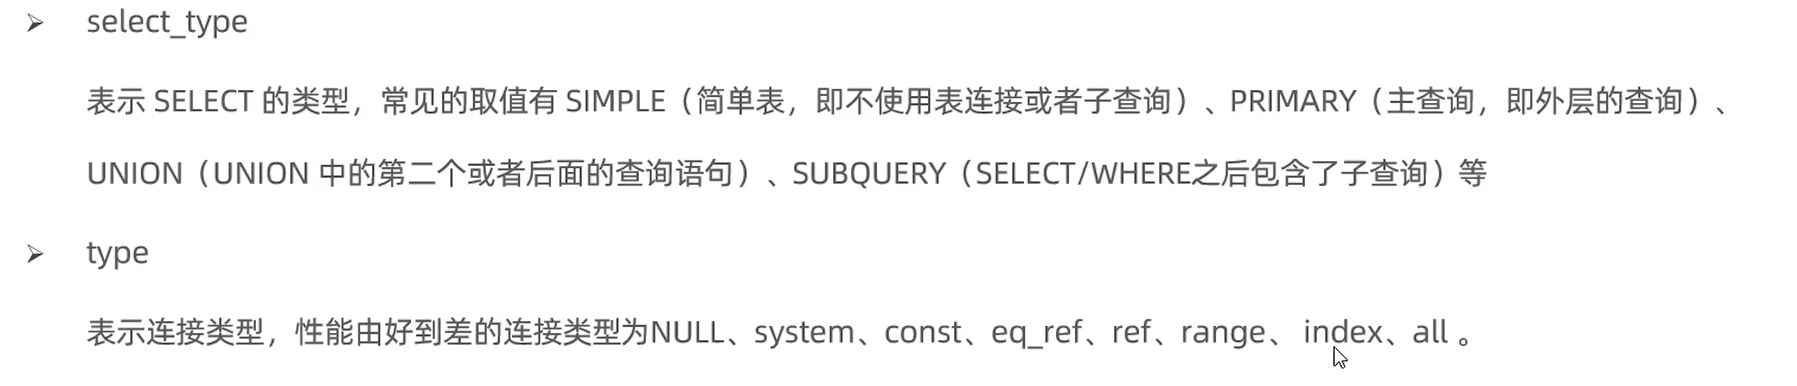 ➢ select_type
表示 SELECT 的类型，常见的取值有 SIMPLE（简单表，即不使用表连接或者子查询）、PRIMARY（主查询，即外层的查询）、
UNION（UNION 中的第二个或者后面的查询语句）、SUBQUERY（SELECT/WHERE之后包含了子查询）等
➢ type
表示连接类型，性能由好到差的连接类型为NULL、system、const、eq_ref、ref、range、 index、all 。